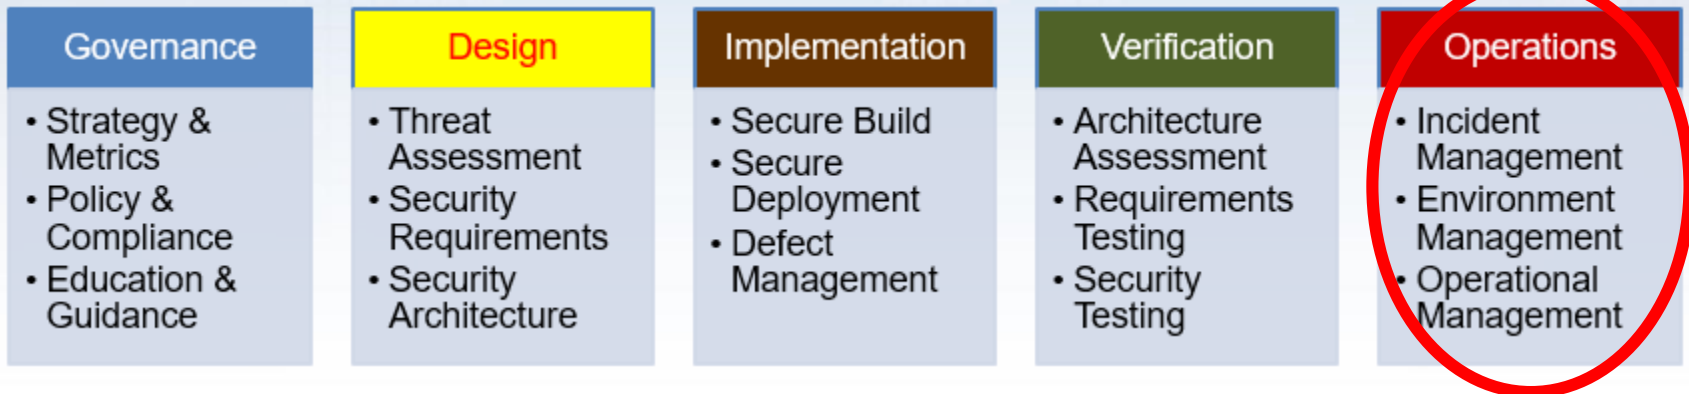 Governance
• Strategy &
Metrics
• Policy &
Compliance
• Education &
Guidance
Design
• Threat
Assessment
• Security
Requirements
• Security
Architecture
Implementation
• Secure Build
• Secure
Deployment
• Defect
Management
Verification
• Architecture
Assessment
• Requirements
Testing
• Security
Testing
Operations
• Incident
Management
• Environment
Management
• Operational
Management